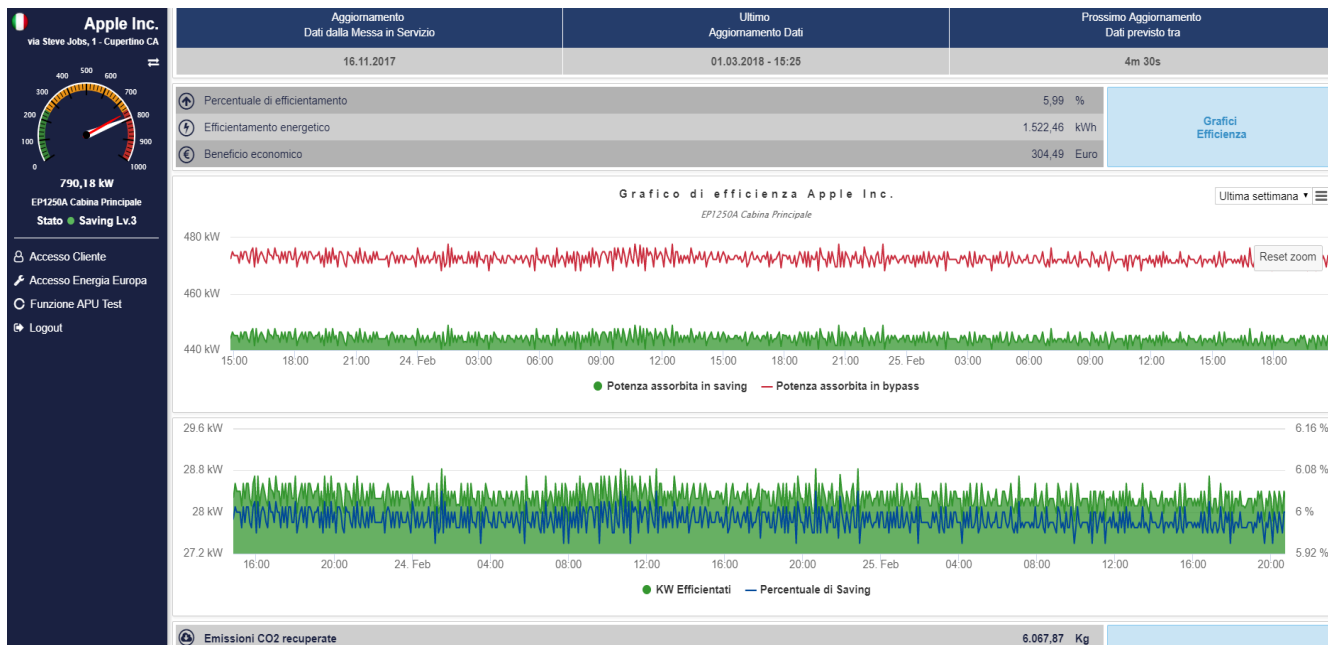 Apple Inc.
via Steve Jobs, 1 - Cupertino CA
0
100
200
300
400
500
600
700
800
900
1000
790,18 kW
EP1250A Cabina Principale
Stato Saving Lv.3
Accesso Cliente
Accesso Energia Europa
Funzione APU Test
Logout
Aggiornamento
Dati dalla Messa in Servizio
Ultimo
Aggiornamento Dati
Prossimo Aggiornamento
Dati previsto tra
16.11.2017
01.03.2018 - 15:25
4m 30s
Percentuale di efficientamento 5,99 %
Efficientamento energetico 1.522,46 kWh
€ Beneficio economico 304,49 Euro
Grafici
Efficienza
Grafico di efficienza Apple Inc.
EP1250A Cabina Principale
Ultima settimana
Reset zoom
480 kW
460 kW
440 kW
15:00 18:00 21:00 24. Feb 03:00 06:00 09:00 12:00 15:00 18:00 21:00 25. Feb 03:00 06:00 09:00 12:00 15:00 18:00
Potenza assorbita in saving Potenza assorbita in bypass
29.6 kW 6.16 %
28.8 kW 6.08 %
28 kW 6 %
27.2 kW 5.92 %
16:00 20:00 24. Feb 04:00 08:00 12:00 16:00 20:00 25. Feb 04:00 08:00 12:00 16:00 20:00
KW Efficientati Percentuale di Saving
Emissioni CO2 recuperate 6.067,87 Kg